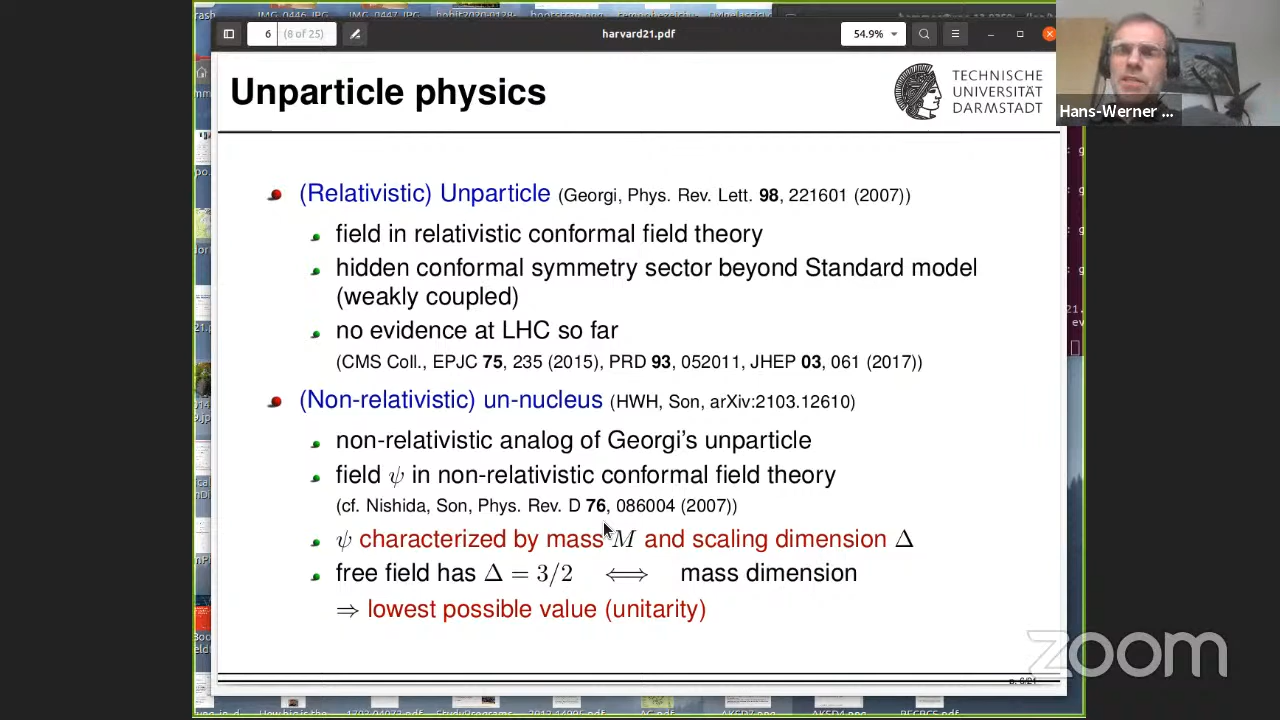 IMG_0446.JPG IMG_0447.JPG
6 (8 of 25) harvard21.pdf 54.9%
Unparticle physics
TECHNISCHE
UNIVERSITÄT
DARMSTADT
Hans-Werner ...
(Relativistic) Unparticle (Georgi, Phys. Rev. Lett. 98, 221601 (2007))
field in relativistic conformal field theory
hidden conformal symmetry sector beyond Standard model
(weakly coupled)
no evidence at LHC so far
(CMS Coll., EPJC 75, 235 (2015), PRD 93, 052011, JHEP 03, 061 (2017))
(Non-relativistic) un-nucleus (HWH, Son, arXiv:2103.12610)
non-relativistic analog of Georgi's unparticle
field ψ in non-relativistic conformal field theory
(cf. Nishida, Son, Phys. Rev. D 76, 086004 (2007))
ψ characterized by mass M and scaling dimension Δ
free field has Δ = 3/2 ⟺ mass dimension
⇒ lowest possible value (unitarity)
zoom